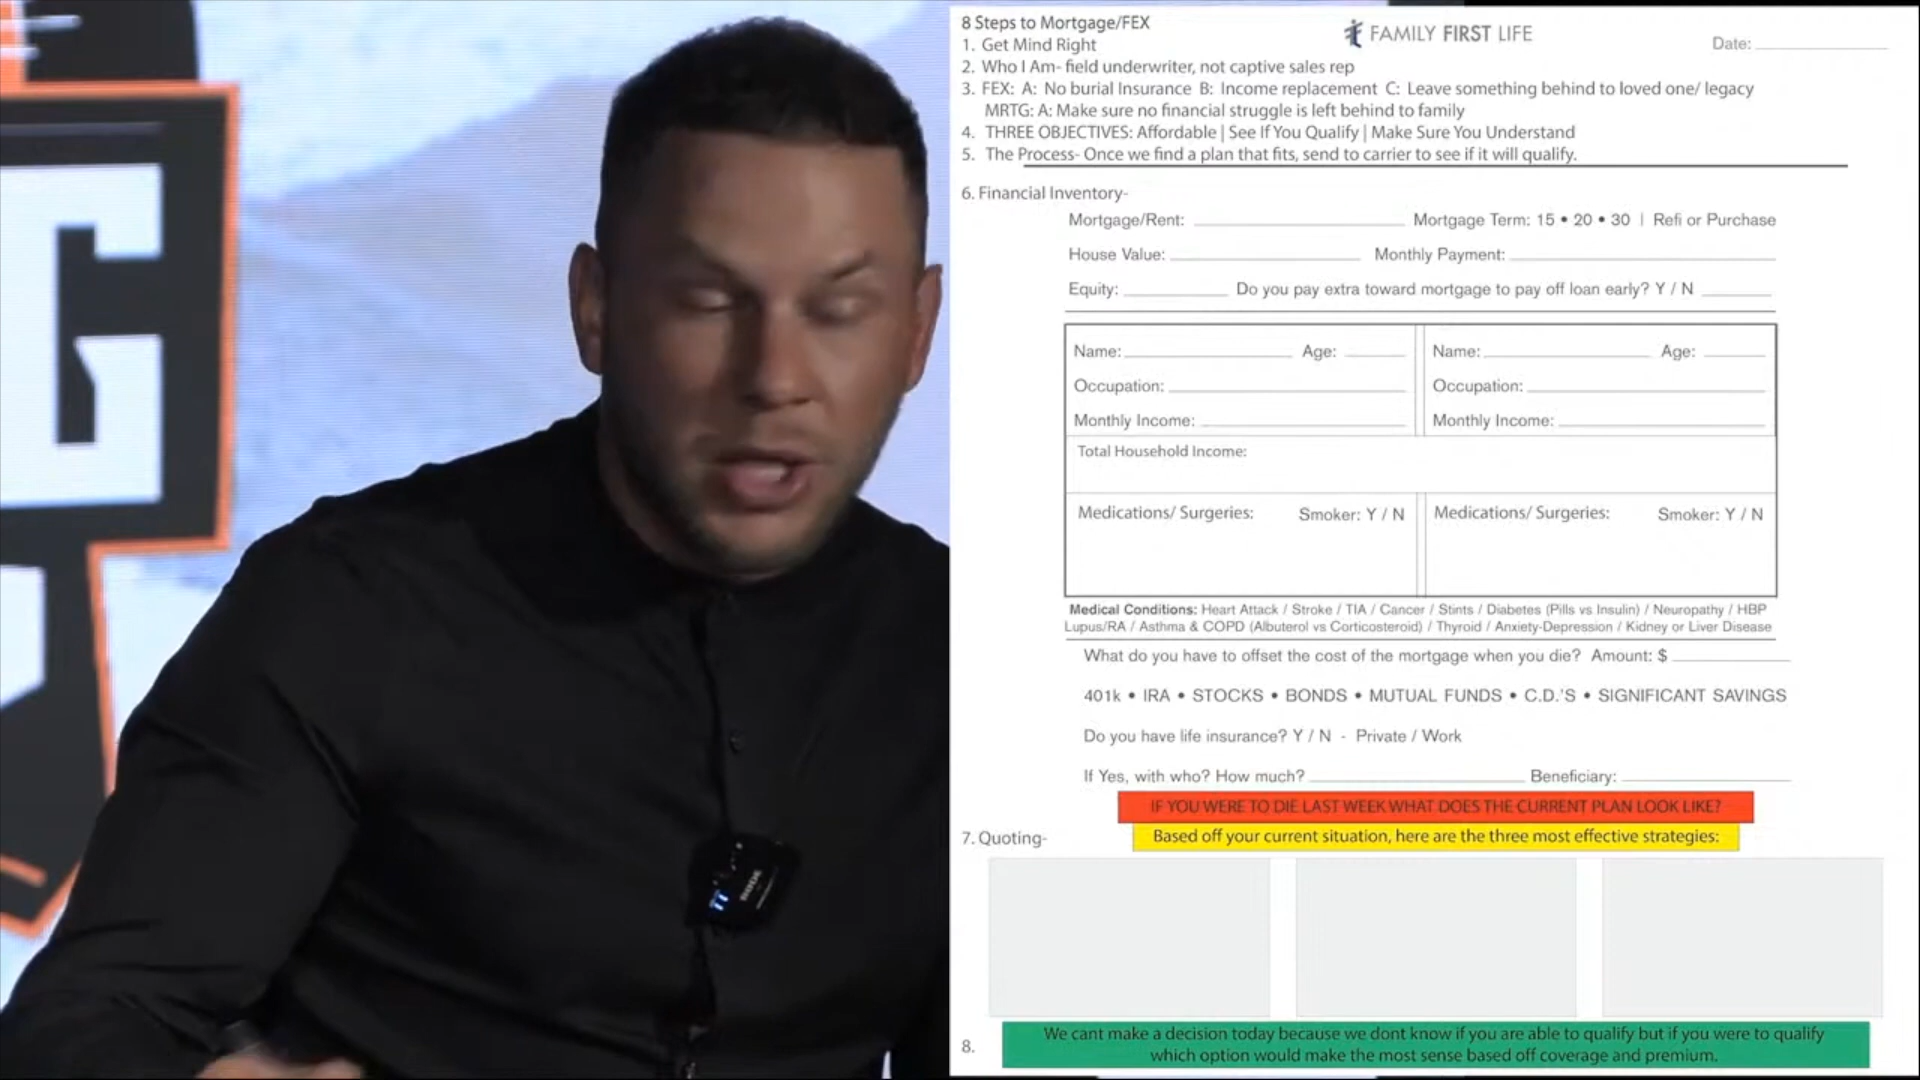 8 Steps to Mortgage/FEX
FAMILY FIRST LIFE
Date:
1. Get Mind Right
2. Who I Am- field underwriter, not captive sales rep
3. FEX: A: No burial Insurance B: Income replacement C: Leave something behind to loved one/ legacy
MRTG: A: Make sure no financial struggle is left behind to family
4. THREE OBJECTIVES: Affordable | See If You Qualify | Make Sure You Understand
5. The Process- Once we find a plan that fits, send to carrier to see if it will qualify.
6. Financial Inventory-
Mortgage/Rent: Mortgage Term: 15 • 20 • 30 | Refi or Purchase
House Value: Monthly Payment:
Equity: Do you pay extra toward mortgage to pay off loan early? Y / N
Name: Age: Name: Age:
Occupation: Occupation:
Monthly Income: Monthly Income:
Total Household Income:
Medications/ Surgeries: Smoker: Y / N Medications/ Surgeries: Smoker: Y / N
Medical Conditions: Heart Attack / Stroke / TIA / Cancer / Stints / Diabetes (Pills vs Insulin) / Neuropathy / HBP
Lupus/RA / Asthma & COPD (Albuterol vs Corticosteroid) / Thyroid / Anxiety-Depression / Kidney or Liver Disease
What do you have to offset the cost of the mortgage when you die? Amount: $
401k • IRA • STOCKS • BONDS • MUTUAL FUNDS • C.D.'S • SIGNIFICANT SAVINGS
Do you have life insurance? Y / N - Private / Work
If Yes, with who? How much? Beneficiary:
IF YOU WERE TO DIE LAST WEEK WHAT DOES THE CURRENT PLAN LOOK LIKE?
7. Quoting-
Based off your current situation, here are the three most effective strategies:
8.
We cant make a decision today because we dont know if you are able to qualify but if you were to qualify
which option would make the most sense based off coverage and premium.
G
RODE